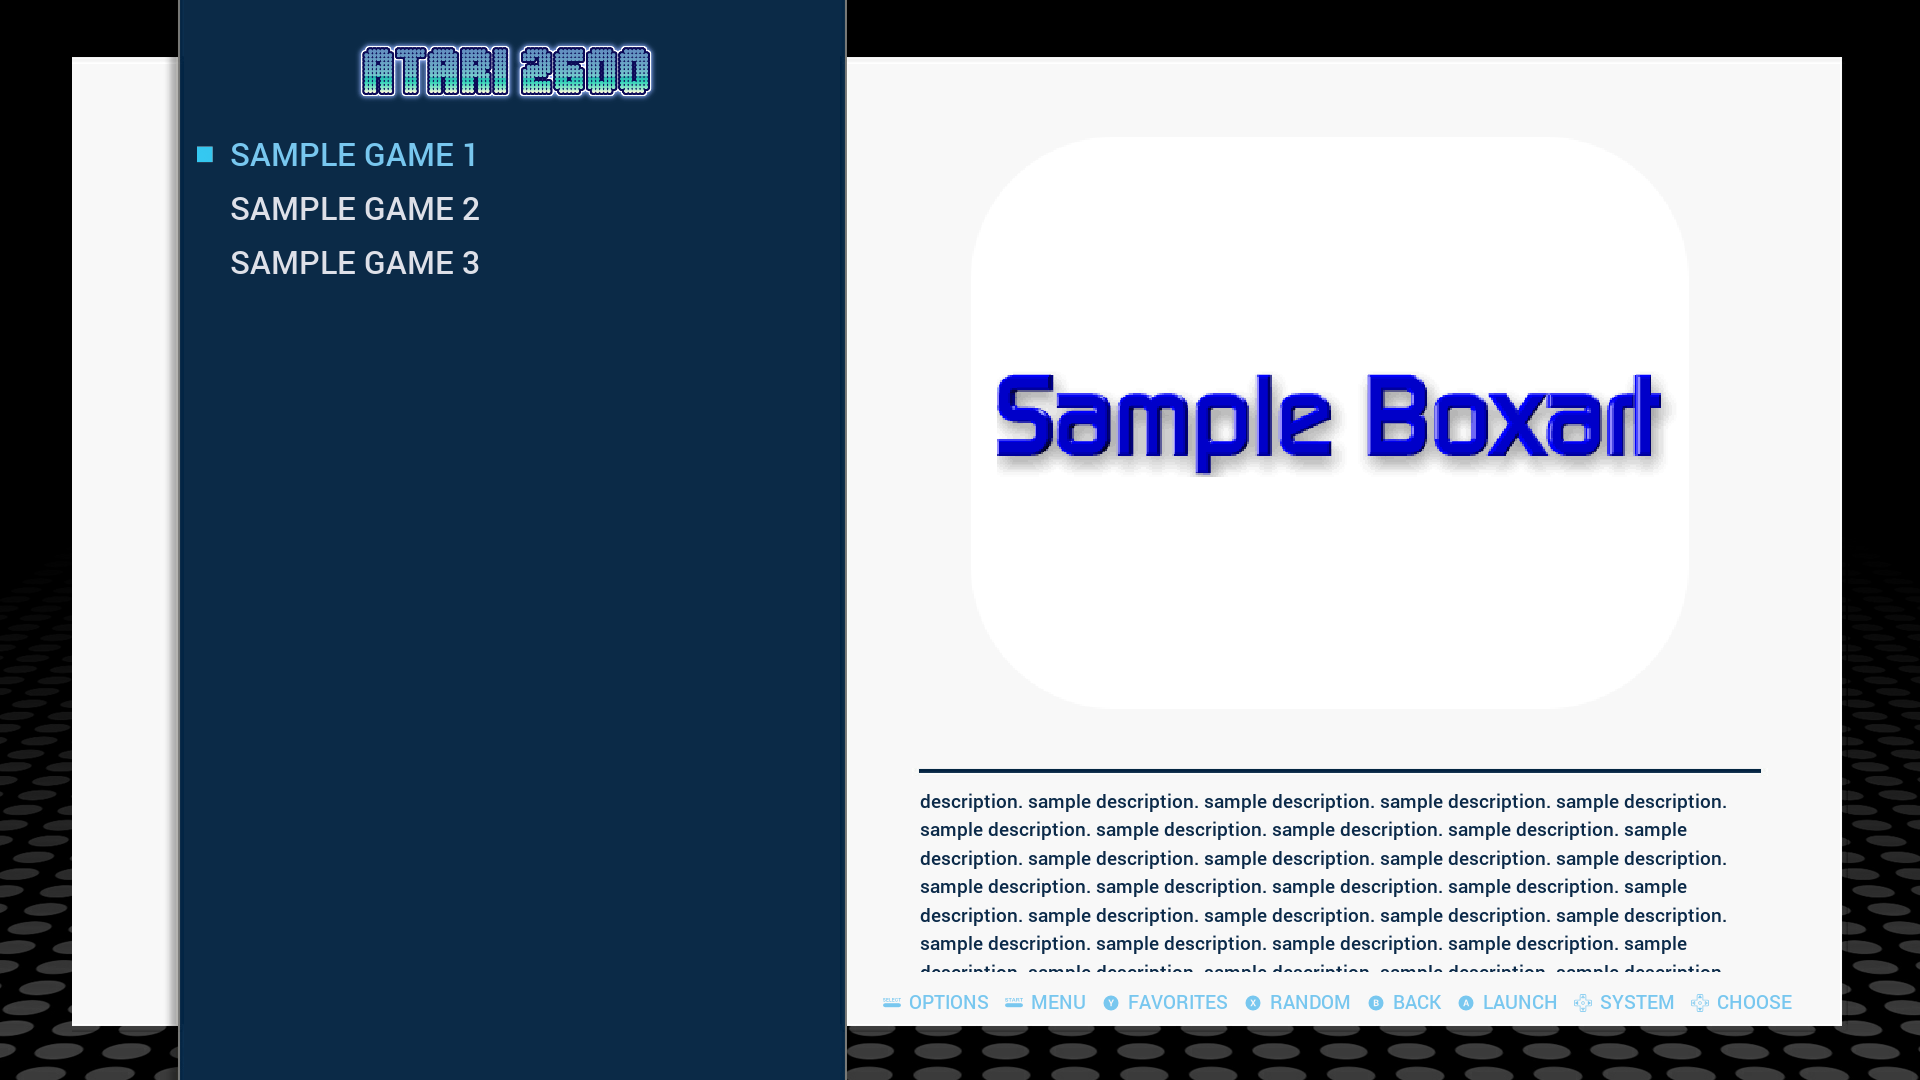 ATARI 2600
SAMPLE GAME 1
SAMPLE GAME 2
SAMPLE GAME 3
Sample Boxart
description. sample description. sample description. sample description. sample description.
sample description. sample description. sample description. sample description. sample
description. sample description. sample description. sample description. sample description.
sample description. sample description. sample description. sample description. sample
description. sample description. sample description. sample description. sample description.
sample description. sample description. sample description. sample description. sample
description. sample description. sample description. sample description. sample description.
SELECT OPTIONS START MENU Y FAVORITES X RANDOM B BACK A LAUNCH SYSTEM CHOOSE